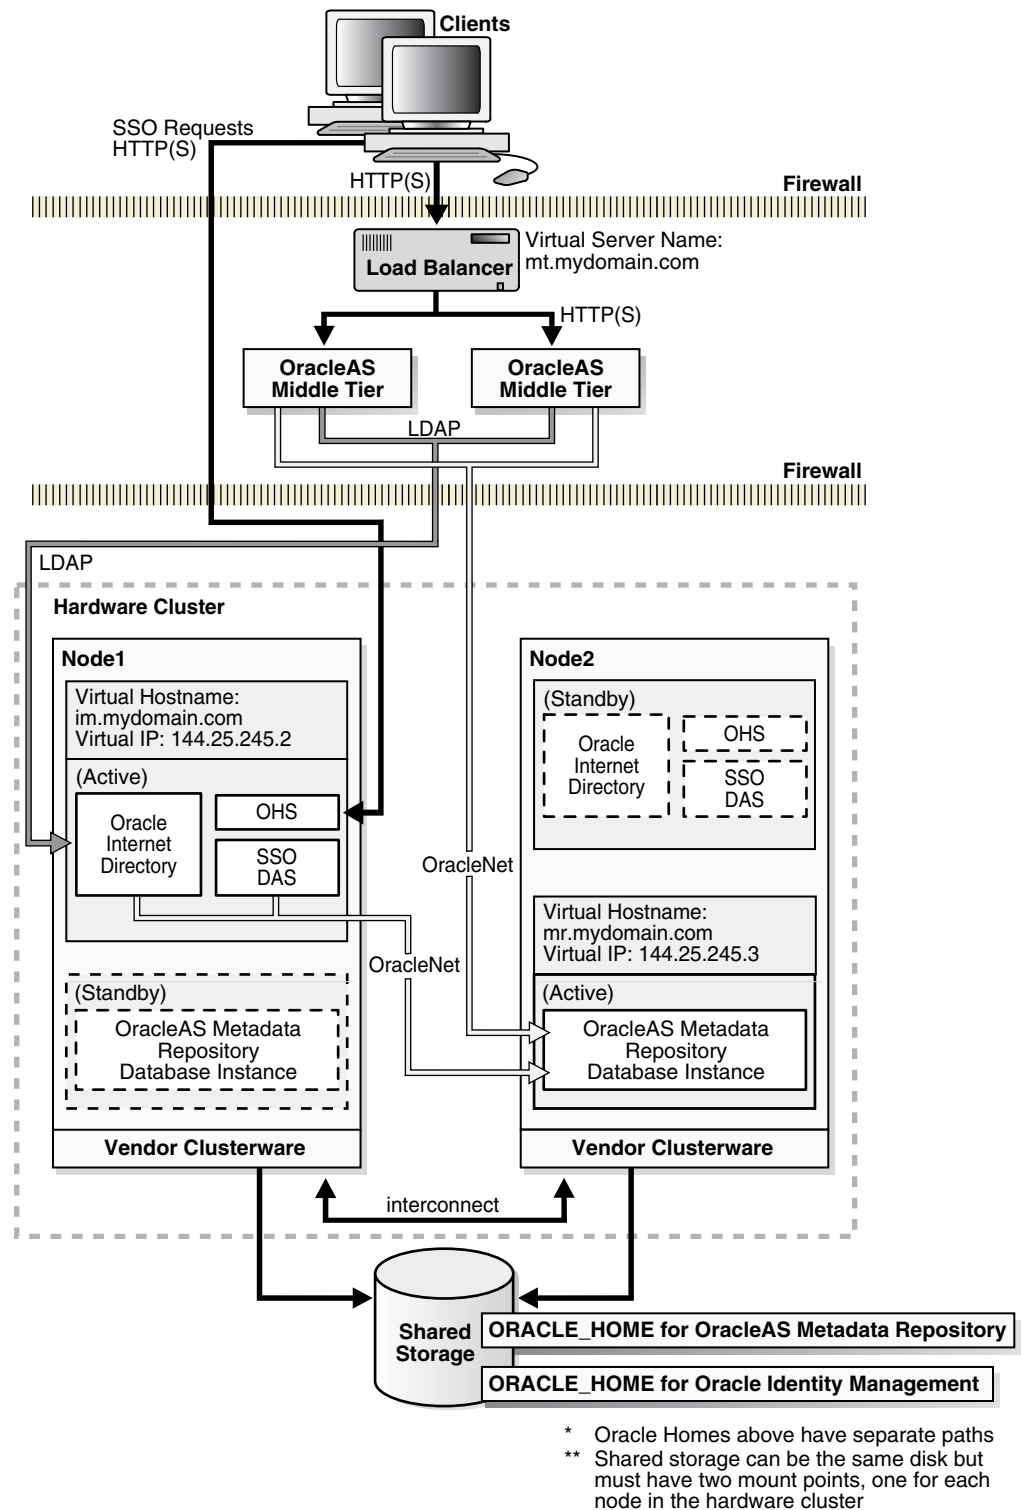 Clients
SSO Requests
HTTP(S)
HTTP(S)
Firewall
Virtual Server Name:
mt.mydomain.com
Load Balancer
HTTP(S)
OracleAS
Middle Tier
OracleAS
Middle Tier
LDAP
Firewall
LDAP
Hardware Cluster
Node1
Virtual Hostname:
im.mydomain.com
Virtual IP: 144.25.245.2
(Active)
Oracle
Internet
Directory
OHS
SSO
DAS
(Standby)
OracleAS Metadata
Repository
Database Instance
Vendor Clusterware
OracleNet
OracleNet
Node2
(Standby)
Oracle
Internet
Directory
OHS
SSO
DAS
Virtual Hostname:
mr.mydomain.com
Virtual IP: 144.25.245.3
(Active)
OracleAS Metadata
Repository
Database Instance
Vendor Clusterware
interconnect
Shared
Storage
ORACLE_HOME for OracleAS Metadata Repository
ORACLE_HOME for Oracle Identity Management
* Oracle Homes above have separate paths
** Shared storage can be the same disk but
must have two mount points, one for each
node in the hardware cluster